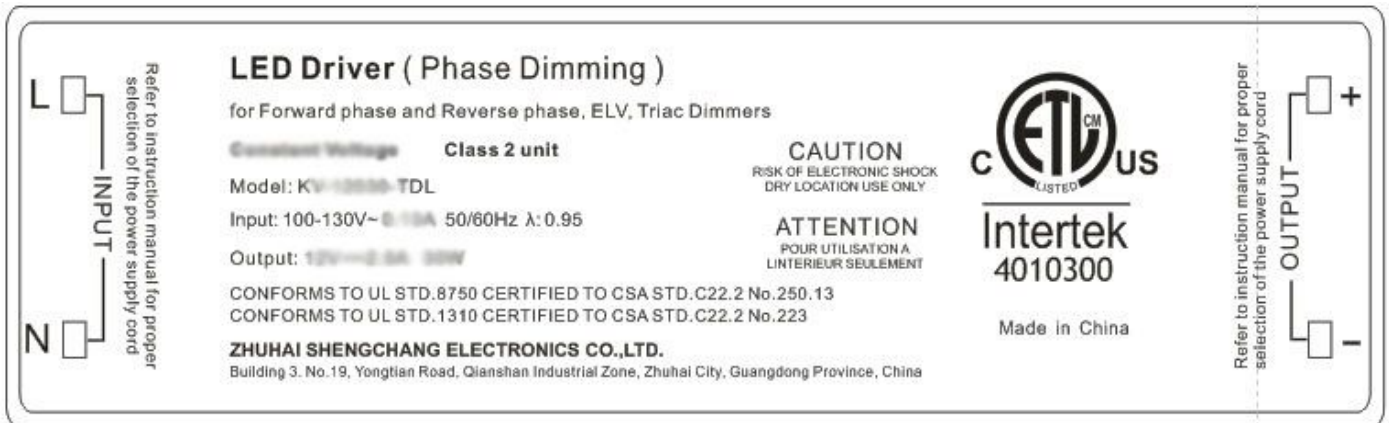 L
N
INPUT
Refer to instruction manual for proper
selection of the power supply cord
LED Driver ( Phase Dimming )
for Forward phase and Reverse phase, ELV, Triac Dimmers
Class 2 unit
Model: K -TDL
Input: 100-130V~ 50/60Hz λ: 0.95
Output:
CONFORMS TO UL STD.8750 CERTIFIED TO CSA STD.C22.2 No.250.13
CONFORMS TO UL STD.1310 CERTIFIED TO CSA STD.C22.2 No.223
ZHUHAI SHENGCHANG ELECTRONICS CO.,LTD.
Building 3. No.19, Yongtian Road, Qianshan Industrial Zone, Zhuhai City, Guangdong Province, China
CAUTION
RISK OF ELECTRONIC SHOCK
DRY LOCATION USE ONLY
ATTENTION
POUR UTILISATION A
LINTERIEUR SEULEMENT
C ETL CM US
LISTED
Intertek
4010300
Made in China
Refer to instruction manual for proper
selection of the power supply cord
OUTPUT
+
-